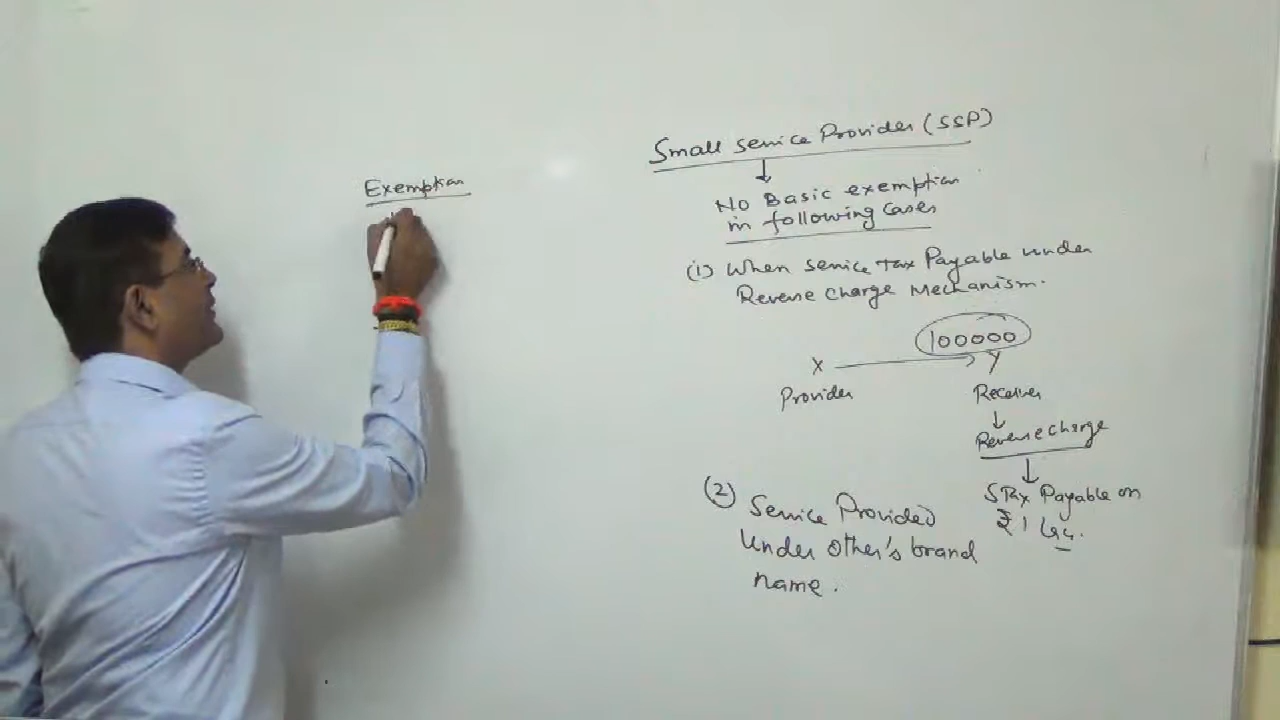 Exemption
Small service Provider (SSP)
↓
No Basic exemption
in following cases
(1) When service tax Payable under
Reverse charge Mechanism.
100000
X → Y
Provider Receiver
↓
Reverse charge
↓
STax Payable on
₹ 1 Lac.
(2) Service Provided
Under other's brand
name.